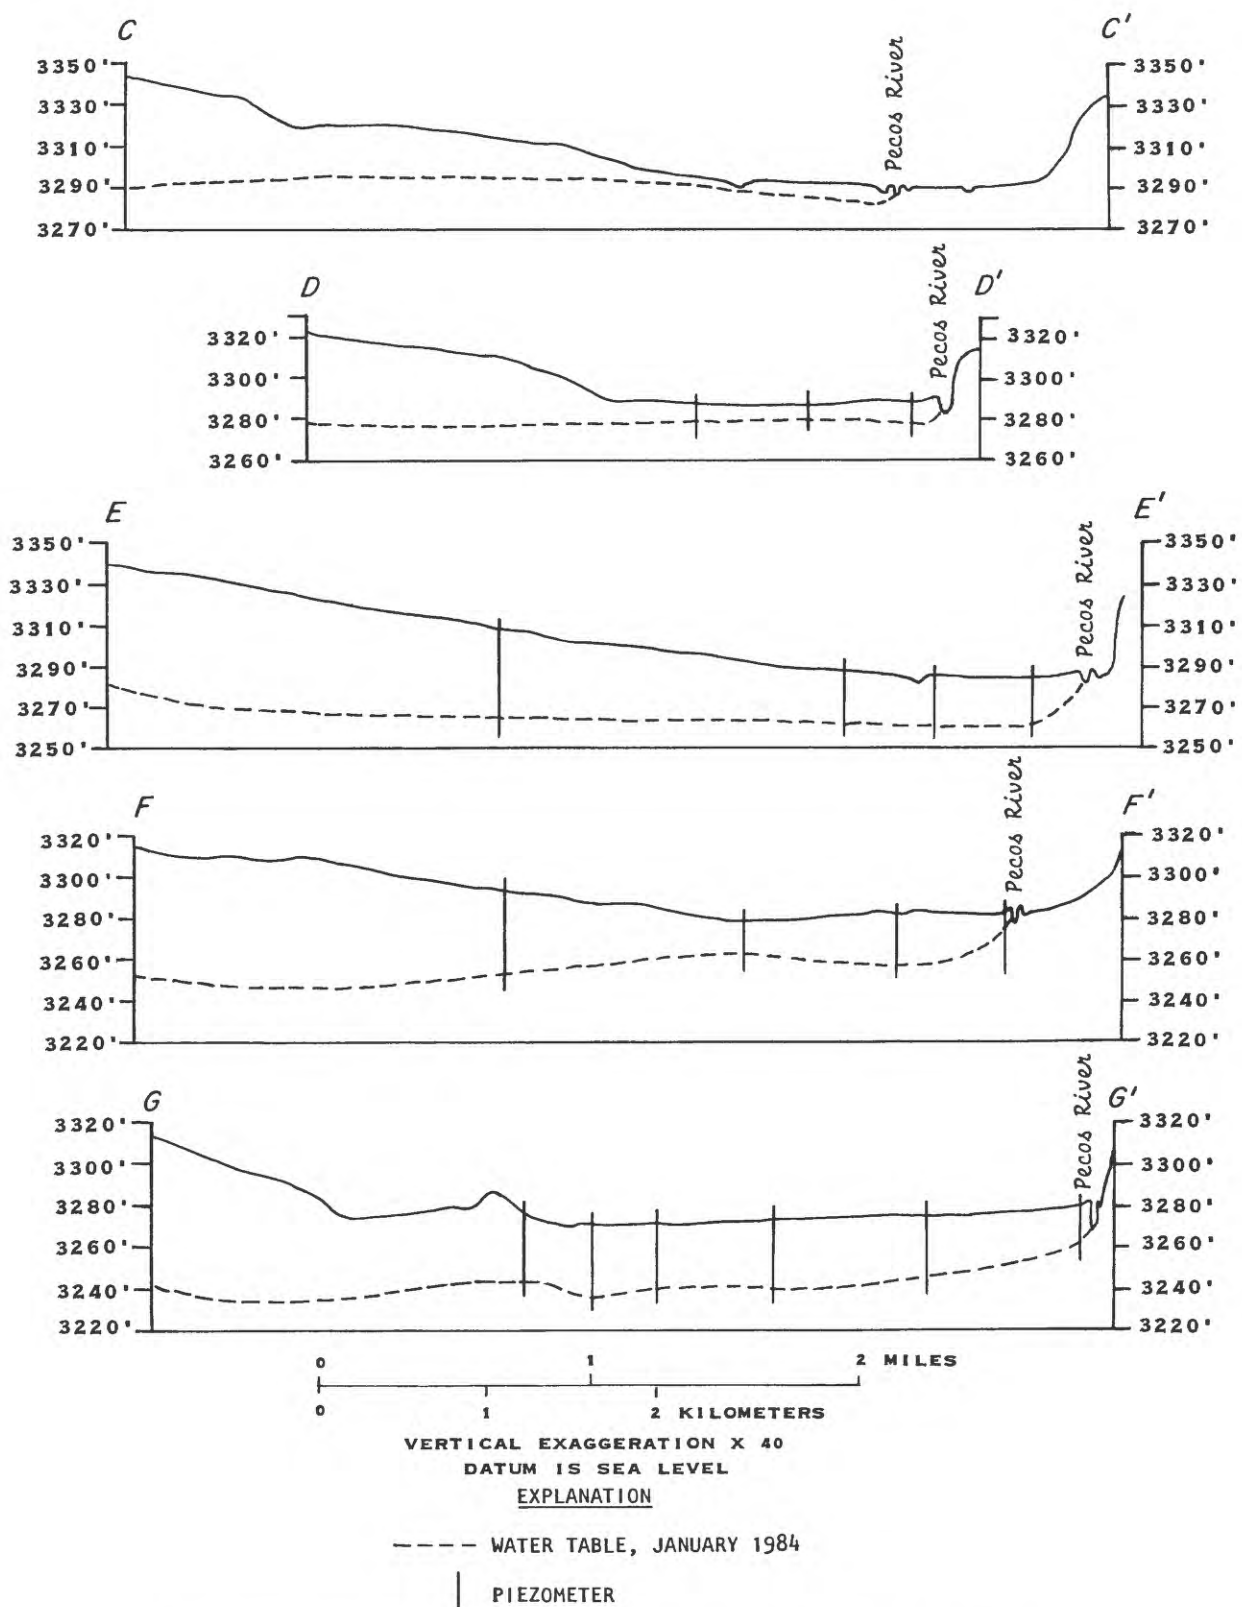 C C'
Pecos River
3350' 3350'
3330' 3330'
3310' 3310'
3290' 3290'
3270' 3270'
D D'
Pecos River
3320' 3320'
3300' 3300'
3280' 3280'
3260' 3260'
E E'
Pecos River
3350' 3350'
3330' 3330'
3310' 3310'
3290' 3290'
3270' 3270'
3250' 3250'
F F'
Pecos River
3320' 3320'
3300' 3300'
3280' 3280'
3260' 3260'
3240' 3240'
3220' 3220'
G G'
Pecos River
3320' 3320'
3300' 3300'
3280' 3280'
3260' 3260'
3240' 3240'
3220' 3220'
0 1 2 MILES
0 1 2 KILOMETERS
VERTICAL EXAGGERATION X 40
DATUM IS SEA LEVEL
EXPLANATION
WATER TABLE, JANUARY 1984
PIEZOMETER